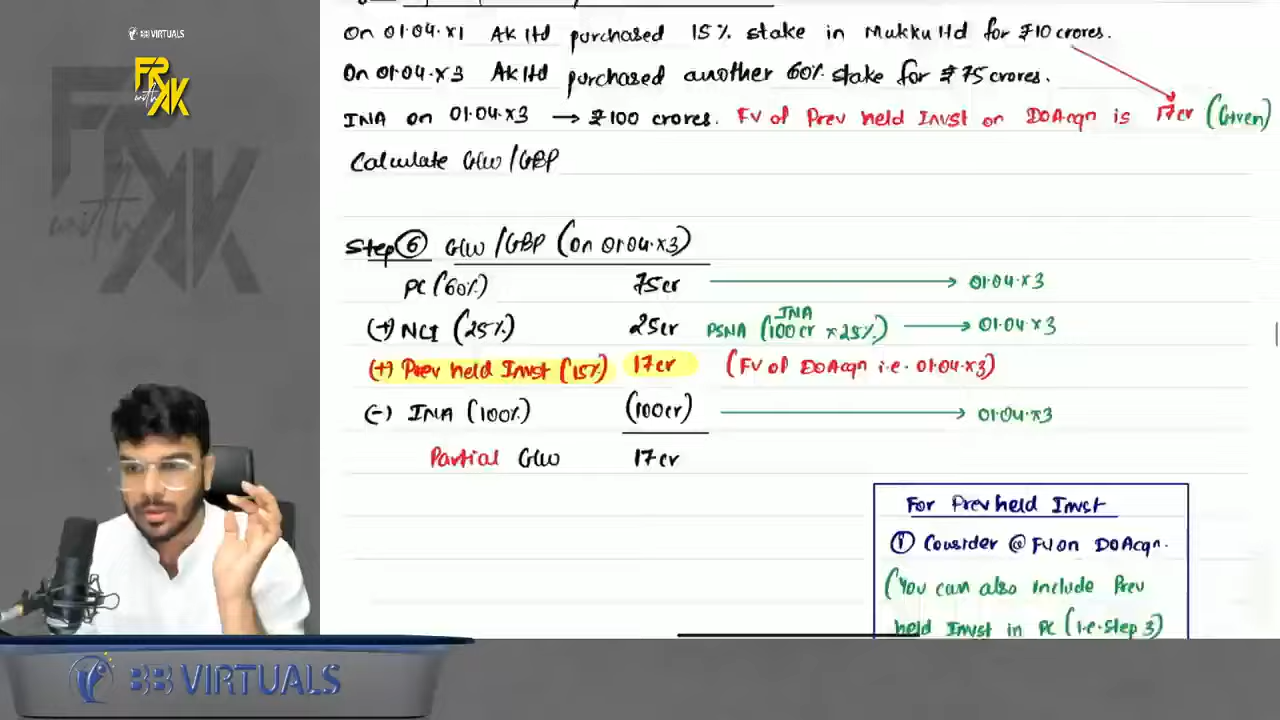 BB VIRTUALS
FR
with
AK
On 01.04.x1 AK ltd purchased 15% stake in Mukku ltd for ₹10 crores.
On 01.04.x3 AK ltd purchased another 60% stake for ₹75 crores.
INA on 01.04.x3 → ₹100 crores. FV of Prev held Invst on DoAcqn is 17cr (Given)
Calculate GW/GBP
Step ⑥ GW/GBP (on 01.04.x3)
PC (60%) 75cr → 01.04.x3
(+) NCI (25%) 25cr PSNA (100cr x 25%) → 01.04.x3
INA
(+) Prev held Invst (15%) 17cr (FV of DoAcqn i.e. 01.04.x3)
(-) INA (100%) (100cr) → 01.04.x3
Partial GW 17cr
For Prev held Invst
① Consider @ FV on DoAcqn.
(You can also include Prev
held Invst in PC (i.e. Step 3)
BB VIRTUALS